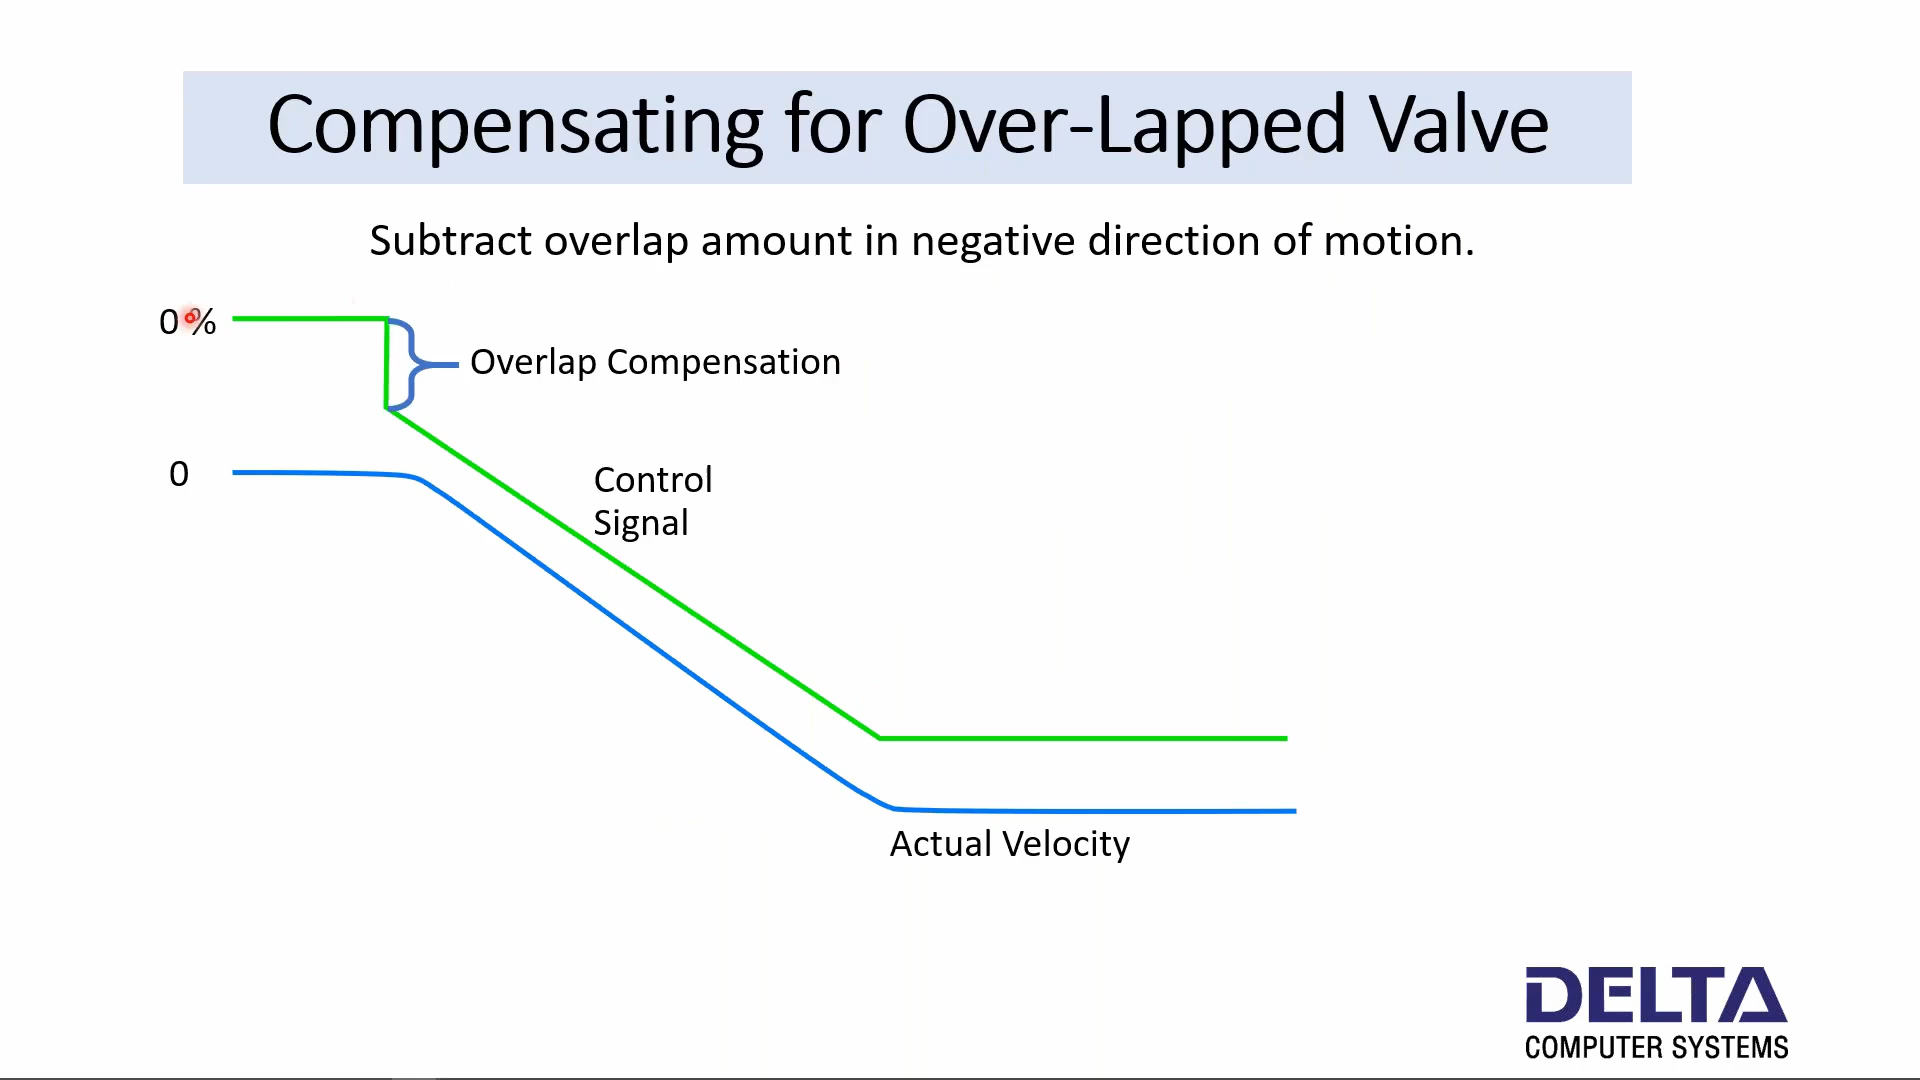 Compensating for Over-Lapped Valve
Subtract overlap amount in negative direction of motion.
0 %
Overlap Compensation
0
Control
Signal
Actual Velocity
DELTA
COMPUTER SYSTEMS